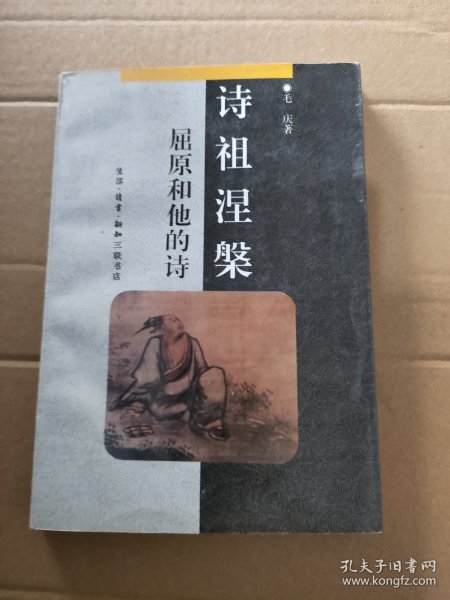 毛 庆著
诗祖涅槃
屈原和他的诗
生活·读书·新知三联书店
孔夫子旧书网
www.kongfz.com